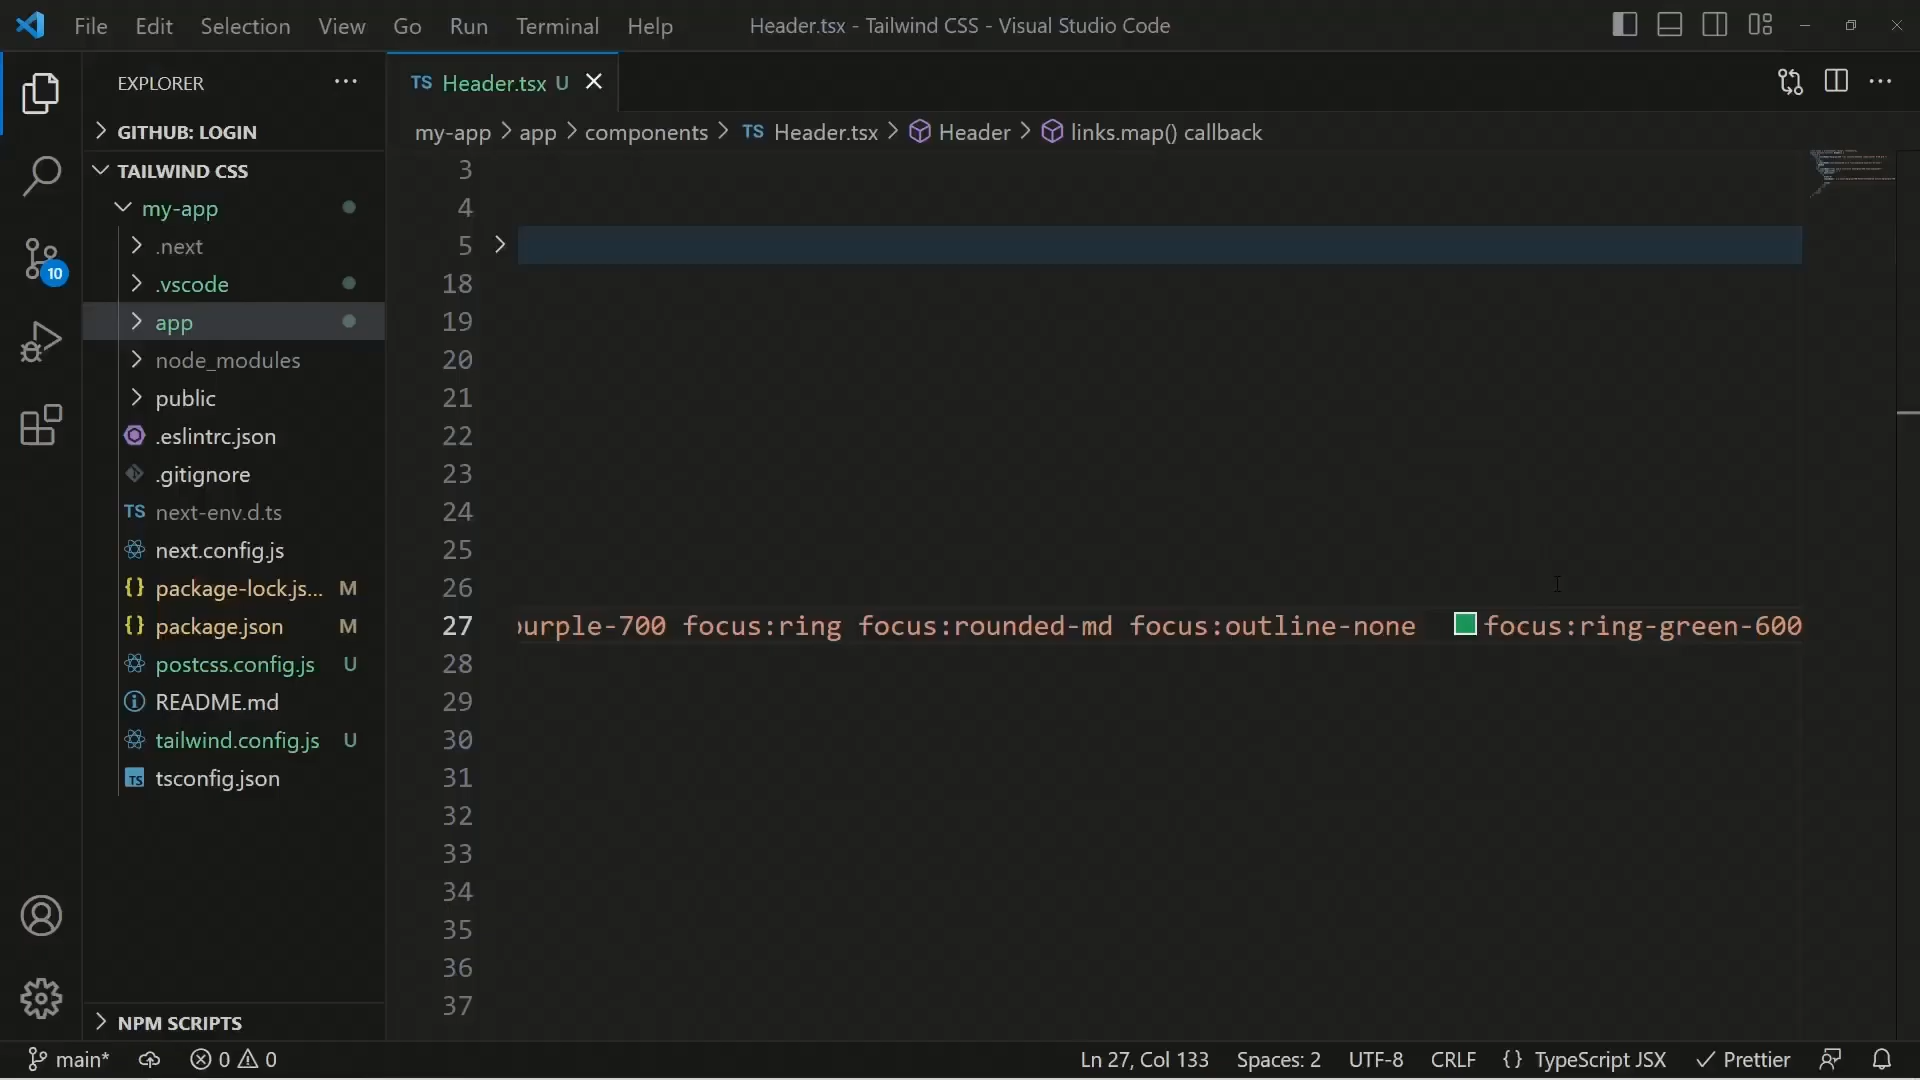 File Edit Selection View Go Run Terminal Help
Header.tsx - Tailwind CSS - Visual Studio Code
EXPLORER
GITHUB: LOGIN
TAILWIND CSS
my-app
.next
.vscode
app
node_modules
public
.eslintrc.json
.gitignore
TS next-env.d.ts
next.config.js
{} package-lock.js... M
{} package.json M
postcss.config.js U
README.md
tailwind.config.js U
TS tsconfig.json
NPM SCRIPTS
10
TS Header.tsx U
my-app > app > components > TS Header.tsx > Header > links.map() callback
3
4
5
18
19
20
21
22
23
24
25
26
27 purple-700 focus:ring focus:rounded-md focus:outline-none focus:ring-green-600
28
29
30
31
32
33
34
35
36
37
main* 0 0 Ln 27, Col 133 Spaces: 2 UTF-8 CRLF {} TypeScript JSX Prettier